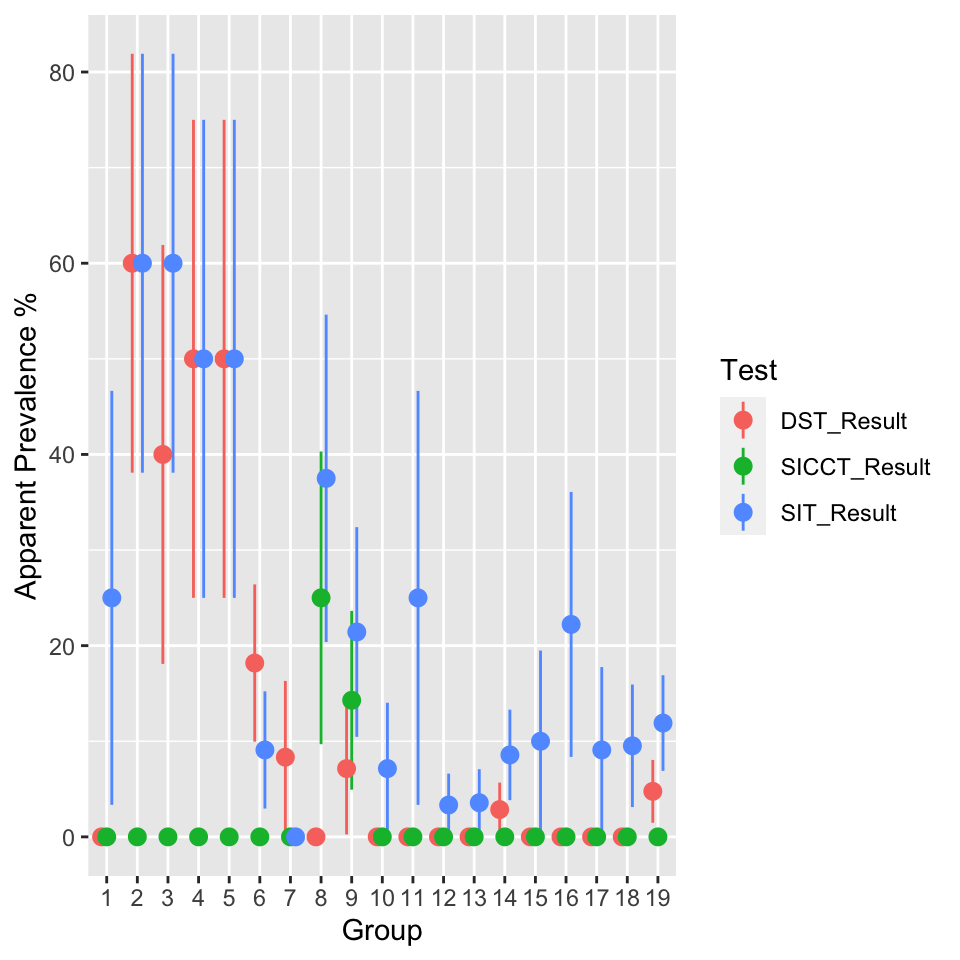 Apparent Prevalence %
80
60
40
20
0
1 2 3 4 5 6 7 8 9 10 11 12 13 14 15 16 17 18 19
Group
Test
DST_Result
SICCT_Result
SIT_Result